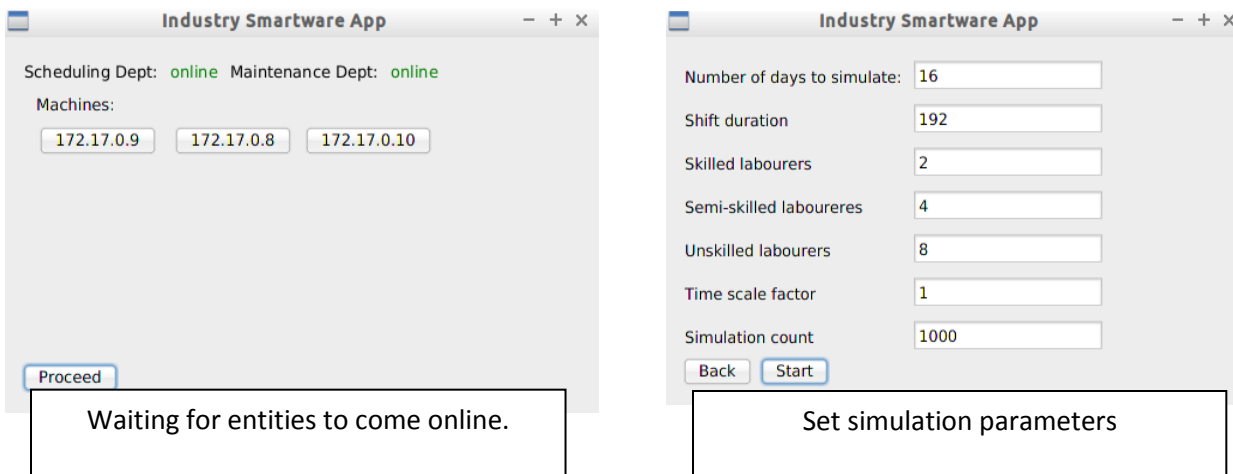 Industry Smartware App
Scheduling Dept: online Maintenance Dept: online
Machines:
172.17.0.9 172.17.0.8 172.17.0.10
Proceed
Waiting for entities to come online.
Industry Smartware App
Number of days to simulate: 16
Shift duration 192
Skilled labourers 2
Semi-skilled laboureres 4
Unskilled labourers 8
Time scale factor 1
Simulation count 1000
Back Start
Set simulation parameters